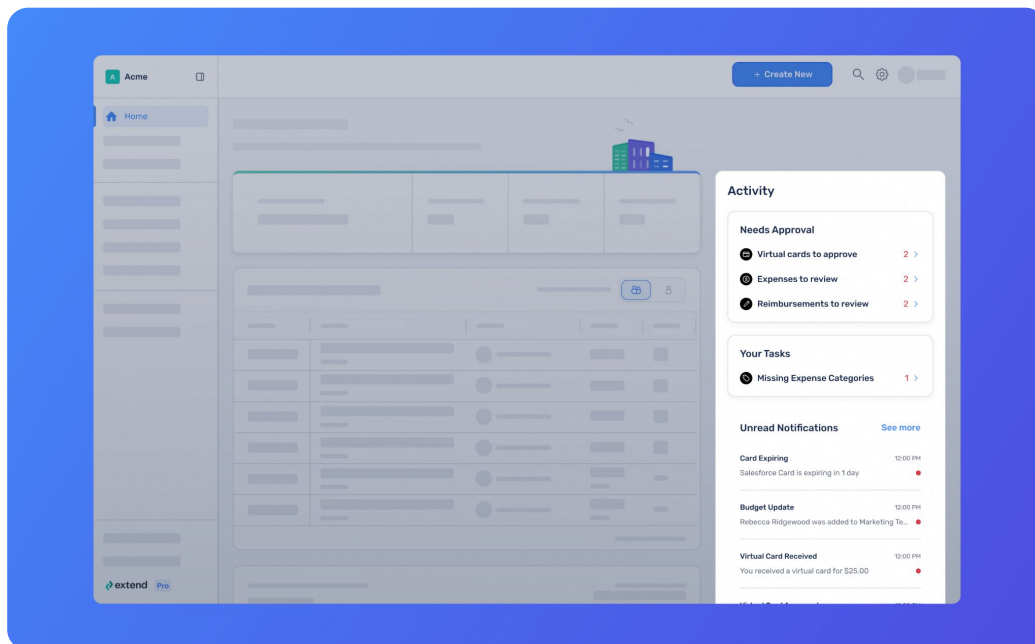 A Acme
+ Create New
Home
Activity
Needs Approval
Virtual cards to approve 2 >
Expenses to review 2 >
Reimbursements to review 2 >
Your Tasks
Missing Expense Categories 1 >
Unread Notifications See more
Card Expiring 12:00 PM
Salesforce Card is expiring in 1 day
Budget Update 12:00 PM
Rebecca Ridgewood was added to Marketing Te...
Virtual Card Received 12:00 PM
You received a virtual card for $25.00
extend Pro